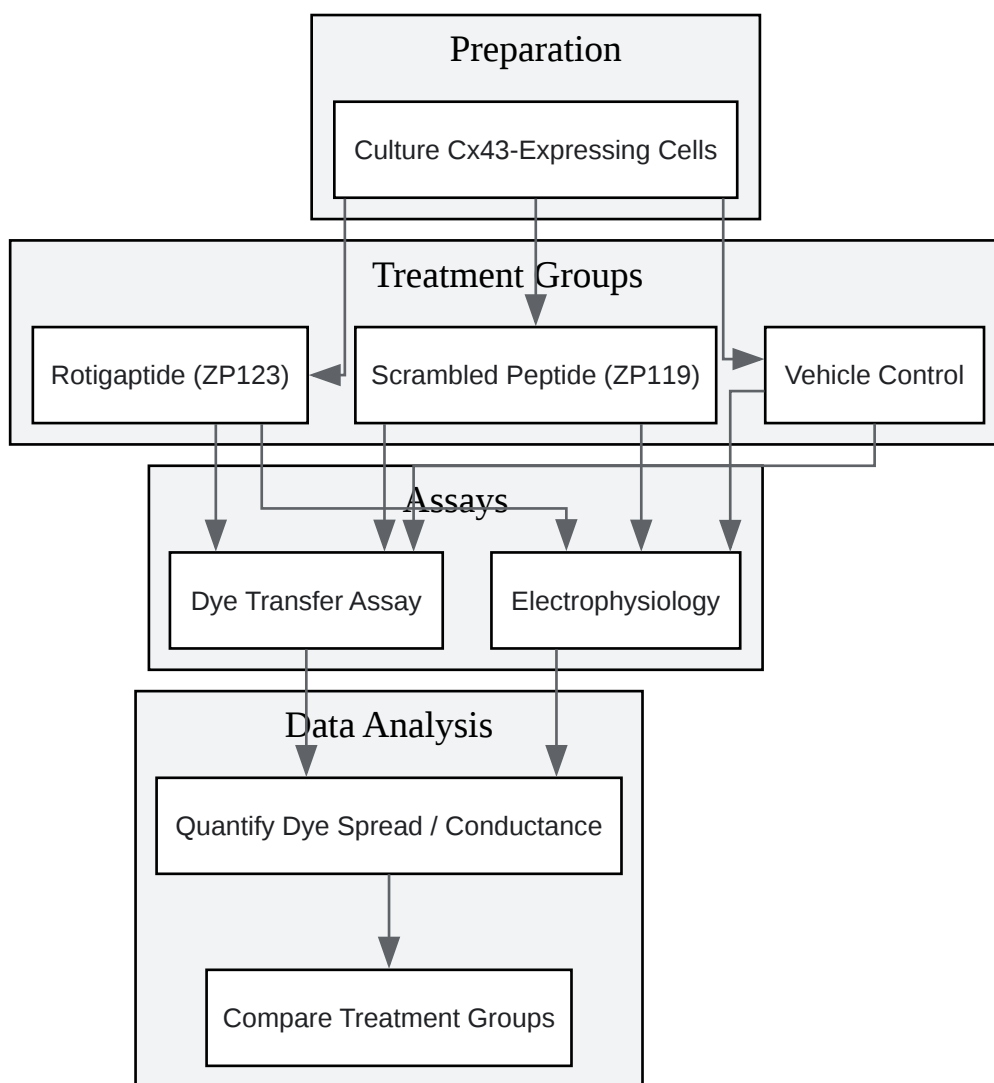 Preparation
Culture Cx43-Expressing Cells
Treatment Groups
Rotigaptide (ZP123)
Scrambled Peptide (ZP119)
Vehicle Control
Assays
Dye Transfer Assay
Electrophysiology
Data Analysis
Quantify Dye Spread / Conductance
Compare Treatment Groups